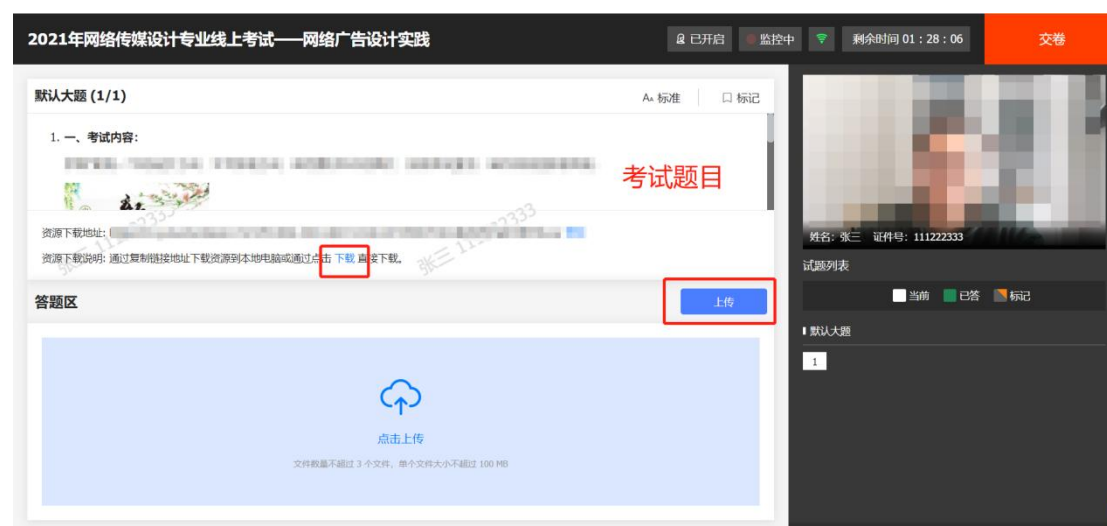 2021年网络传媒设计专业线上考试——网络广告设计实践
已开启
监控中
剩余时间 01 : 28 : 06
交卷
默认大题 (1/1)
AA 标准
标记
1. 一、考试内容:
考试题目
资源下载地址:
资源下载说明: 通过复制链接地址下载资源到本地电脑或通过点击 下载 直接下载。
张三 111222333
张三 111222333
答题区
上传
点击上传
文件数量不超过 3 个文件, 单个文件大小不超过 100 MB
姓名: 张三 证件号: 111222333
试题列表
当前 已答 标记
默认大题
1